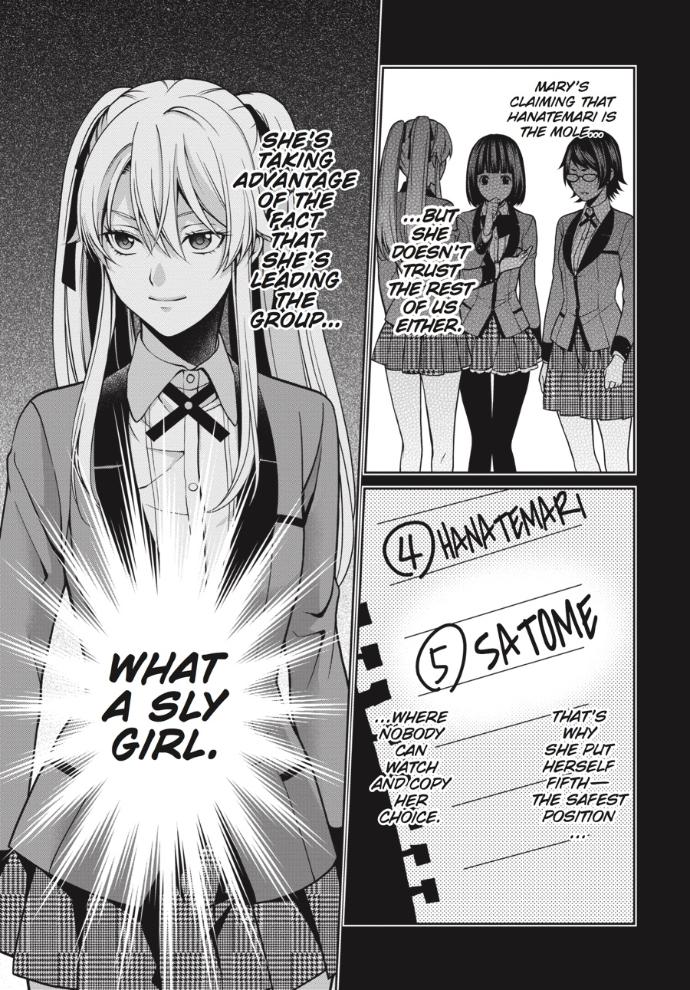 MARY'S
CLAIMING THAT
HANATEMARI IS
THE MOLE...
...BUT
SHE
DOESN'T
TRUST
THE REST
OF US
EITHER.
④ HANATEMARI
⑤ SATOME
THAT'S
WHY
SHE PUT
HERSELF
FIFTH—
THE SAFEST
POSITION
...
...WHERE
NOBODY
CAN
WATCH
AND COPY
HER
CHOICE.
SHE'S
TAKING
ADVANTAGE
OF THE
FACT
THAT
SHE'S
LEADING
THE
GROUP...
WHAT
A SLY
GIRL.